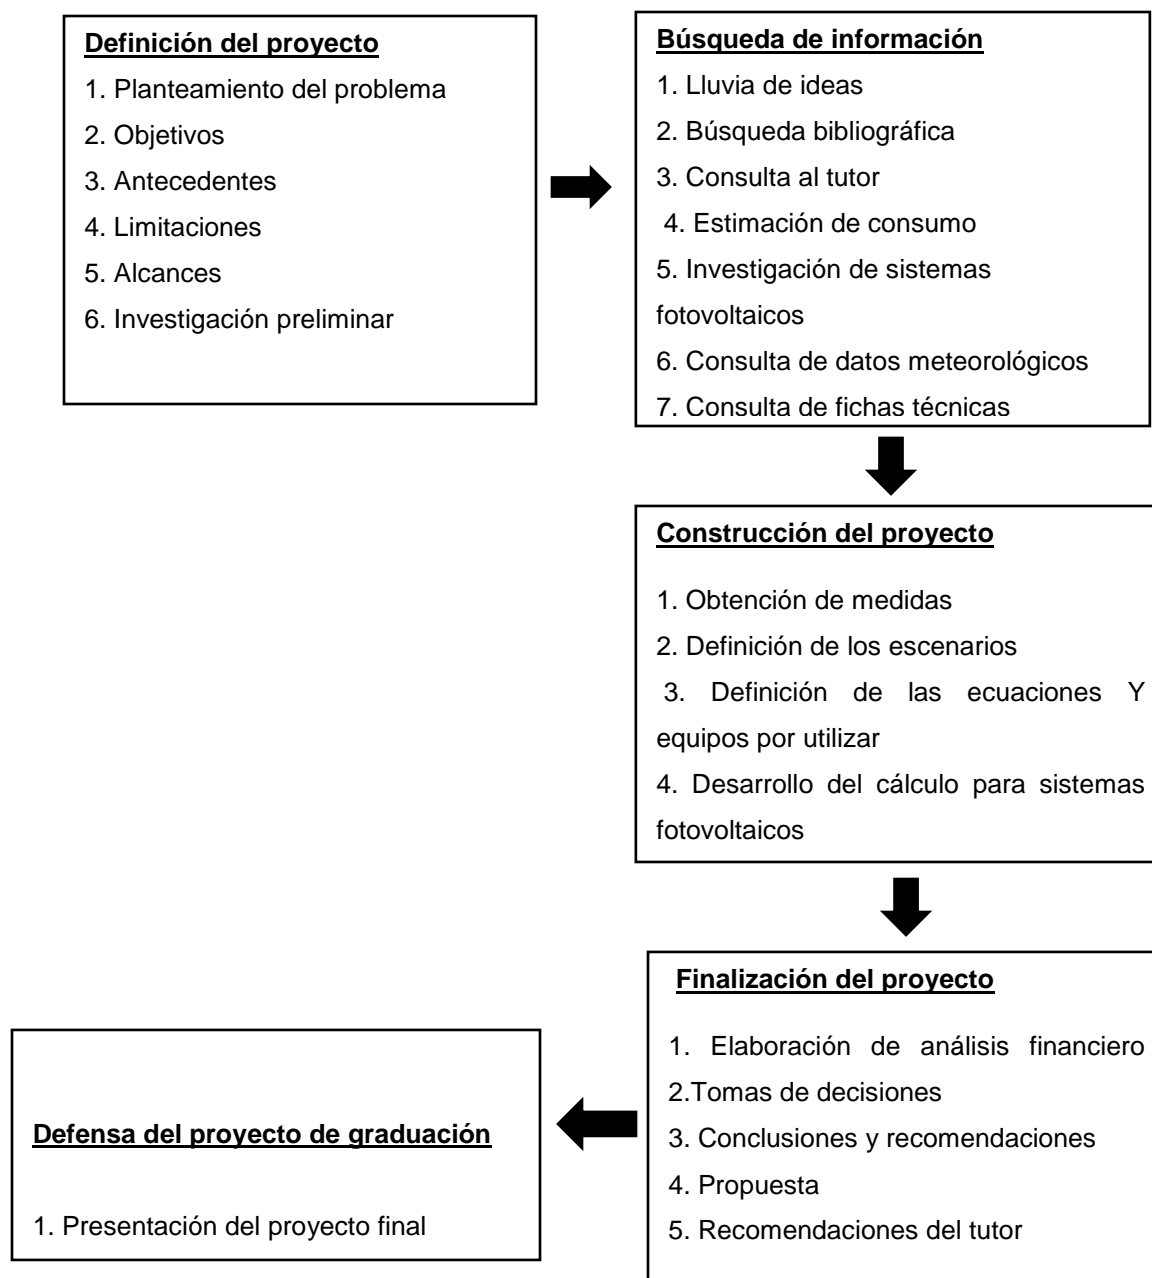 Definición del proyecto
1. Planteamiento del problema
2. Objetivos
3. Antecedentes
4. Limitaciones
5. Alcances
6. Investigación preliminar
Búsqueda de información
1. Lluvia de ideas
2. Búsqueda bibliográfica
3. Consulta al tutor
4. Estimación de consumo
5. Investigación de sistemas
fotovoltaicos
6. Consulta de datos meteorológicos
7. Consulta de fichas técnicas
Construcción del proyecto
1. Obtención de medidas
2. Definición de los escenarios
3. Definición de las ecuaciones Y
equipos por utilizar
4. Desarrollo del cálculo para sistemas
fotovoltaicos
Finalización del proyecto
1. Elaboración de análisis financiero
2.Tomas de decisiones
3. Conclusiones y recomendaciones
4. Propuesta
5. Recomendaciones del tutor
Defensa del proyecto de graduación
1. Presentación del proyecto final